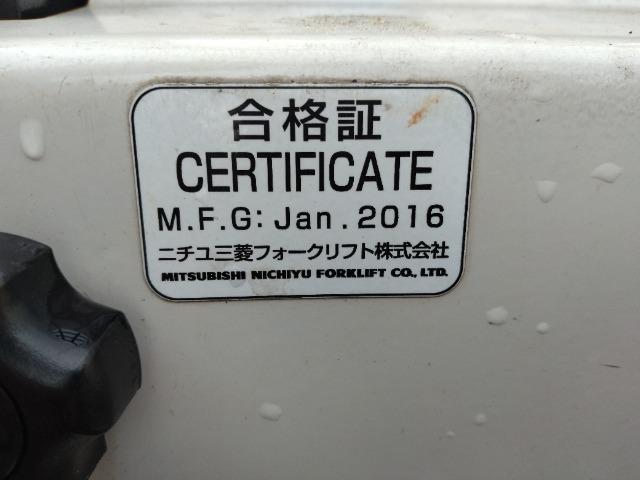 合格証
CERTIFICATE
M.F.G: Jan. 2016
ニチユ三菱フォークリフト株式会社
MITSUBISHI NICHIYU FORKLIFT CO., LTD.